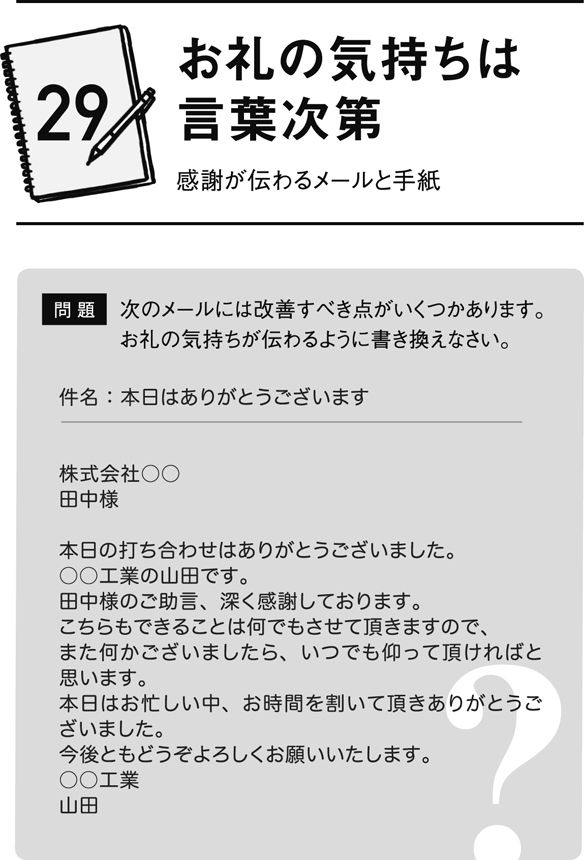 29
お礼の気持ちは
言葉次第
感謝が伝わるメールと手紙
問題 次のメールには改善すべき点がいくつかあります。
お礼の気持ちが伝わるように書き換えなさい。
件名：本日はありがとうございます
株式会社○○
田中様
本日の打ち合わせはありがとうございました。
○○工業の山田です。
田中様のご助言、深く感謝しております。
こちらもできることは何でもさせて頂きますので、
また何かございましたら、いつでも仰って頂ければと
思います。
本日はお忙しい中、お時間を割いて頂きありがとうご
ざいました。
今後ともどうぞよろしくお願いいたします。
○○工業
山田
?